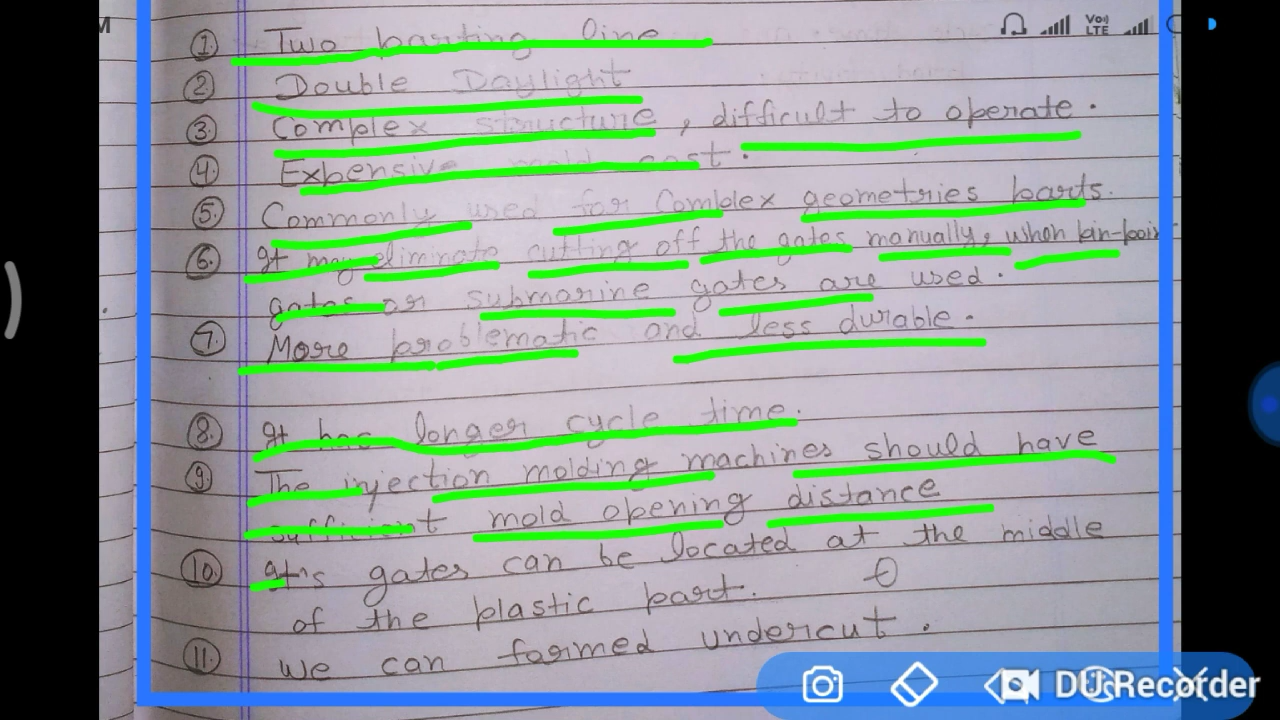 M
Voi) LTE
① Two parting line
② Double Daylight
③. Complex structure, difficult to operate.
④. Expensive mold cost.
⑤. Commonly used for Complex geometries parts.
⑥. It may eliminate cutting off the gates manually, when pin-poin
gates or submarine gates are used.
⑦. More problematic and less durable.
⑧. It has longer cycle time.
⑨ The injection molding machines should have
sufficient mold opening distance
⑩ It's gates can be located at the middle
of the plastic part.
⑪ We can formed undercut.
DU Recorder